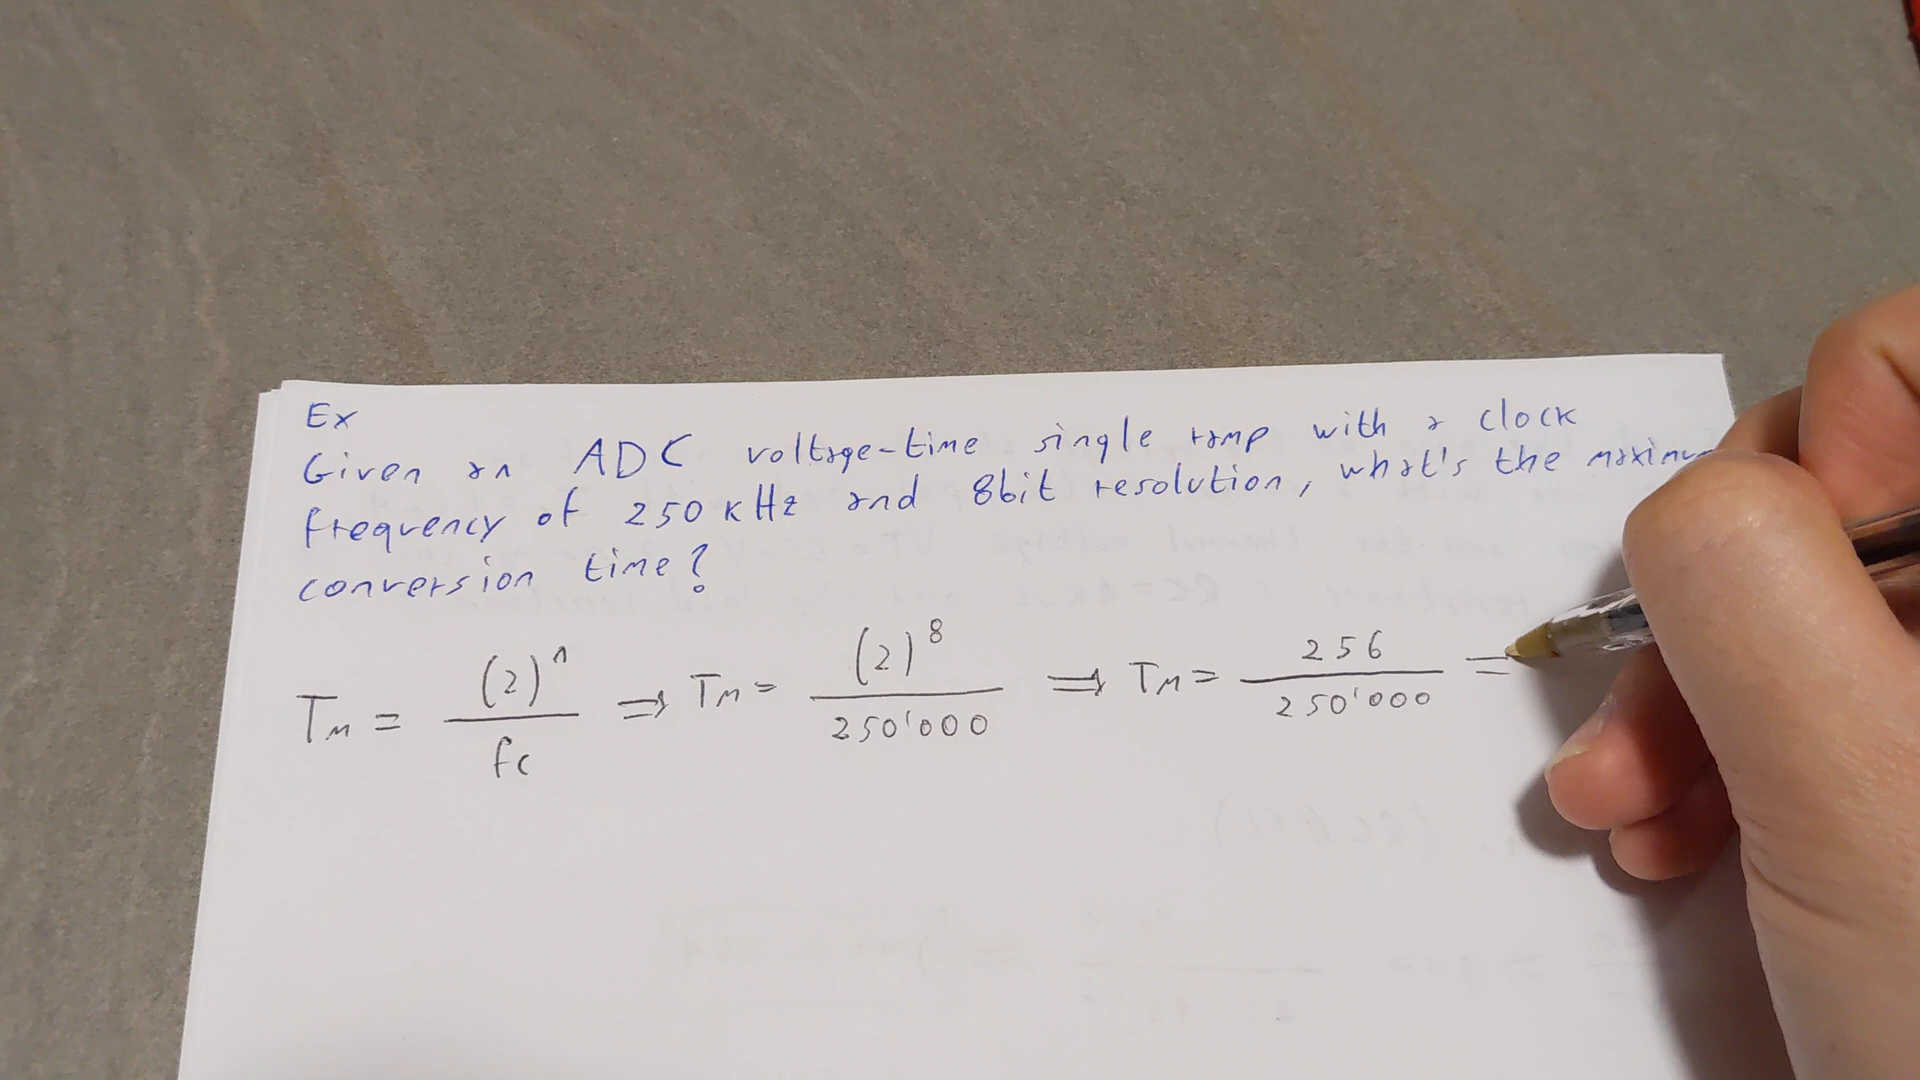 Ex
Given an ADC voltage-time single ramp with a clock
frequency of 250 kHz and 8bit resolution, what's the maximum
conversion time?
TM = (2)^n / fc ⇒ TM = (2)^8 / 250'000 ⇒ TM = 256 / 250'000 =